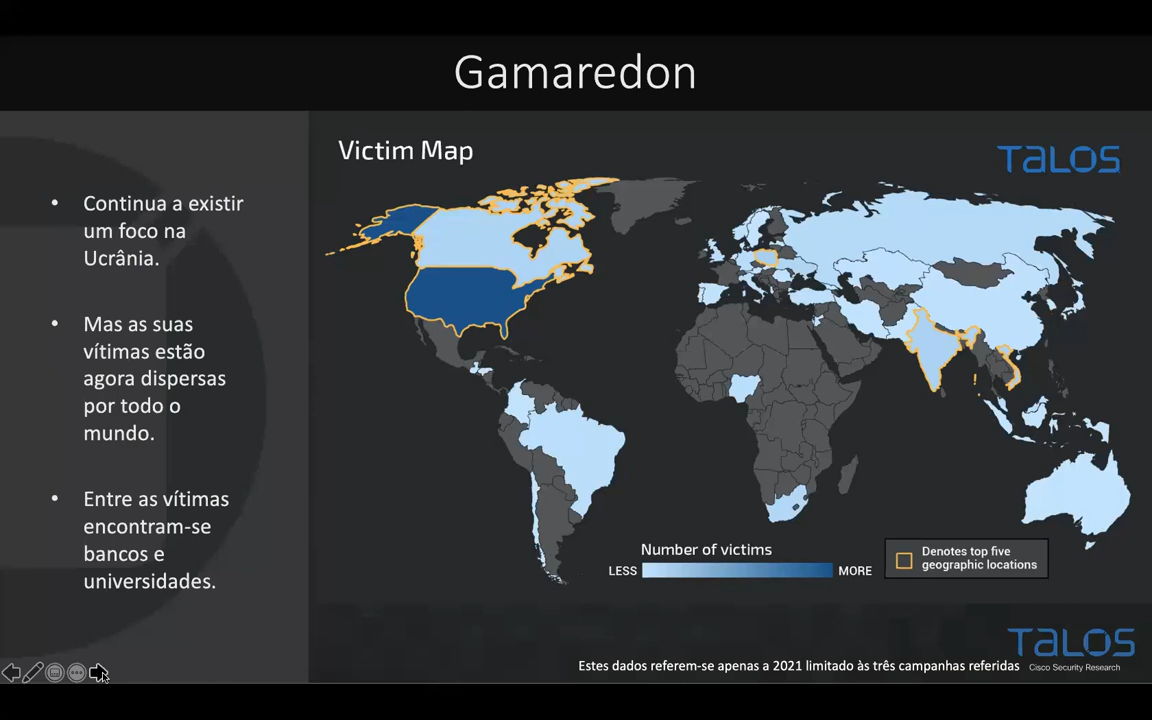 Gamaredon
Victim Map
TALOS
• Continua a existir
um foco na
Ucrânia.
• Mas as suas
vítimas estão
agora dispersas
por todo o
mundo.
• Entre as vítimas
encontram-se
bancos e
universidades.
Number of victims
LESS
MORE
Denotes top five
geographic locations
TALOS
Cisco Security Research
Estes dados referem-se apenas a 2021 limitado às três campanhas referidas